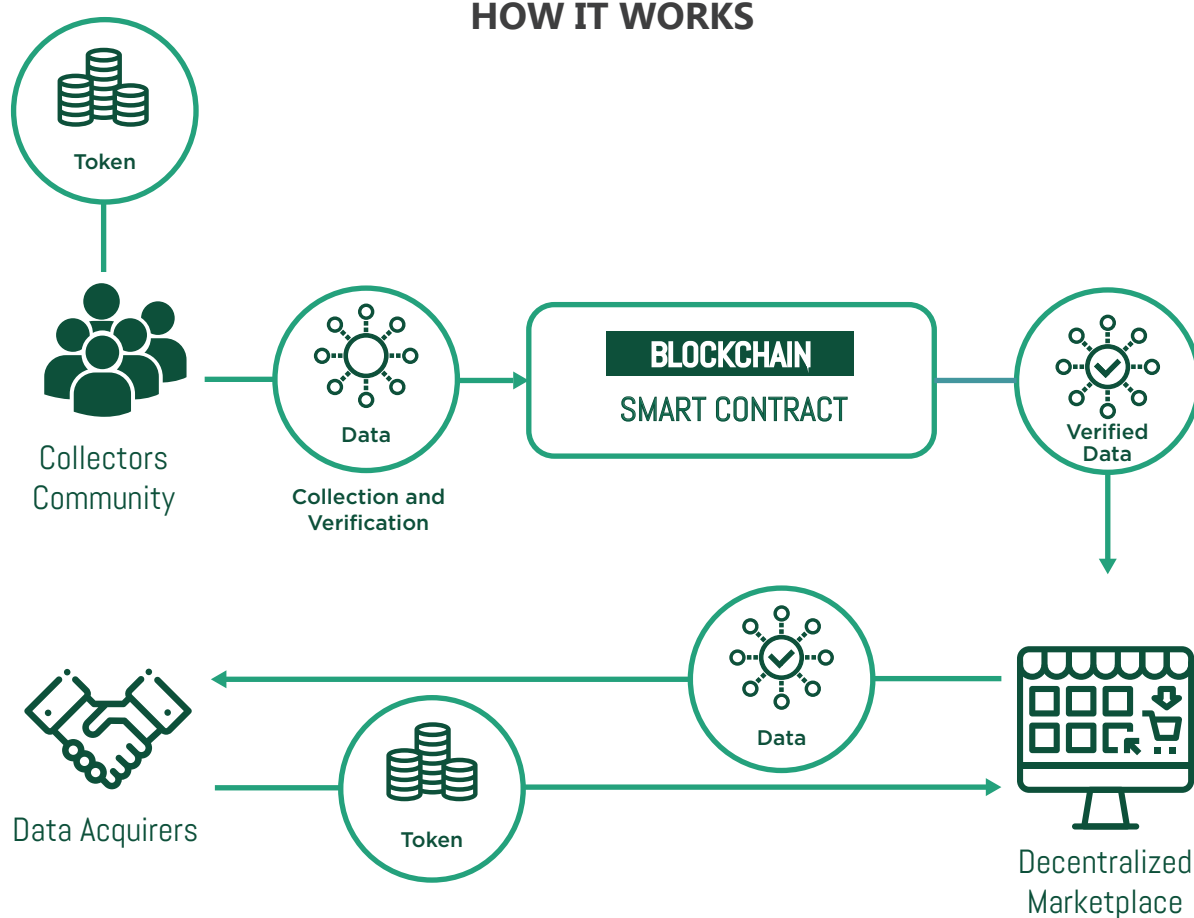 HOW IT WORKS
Token
Collectors
Community
Data
Collection and
Verification
BLOCKCHAIN
SMART CONTRACT
Verified
Data
Data
Token
Data Acquirers
Decentralized
Marketplace